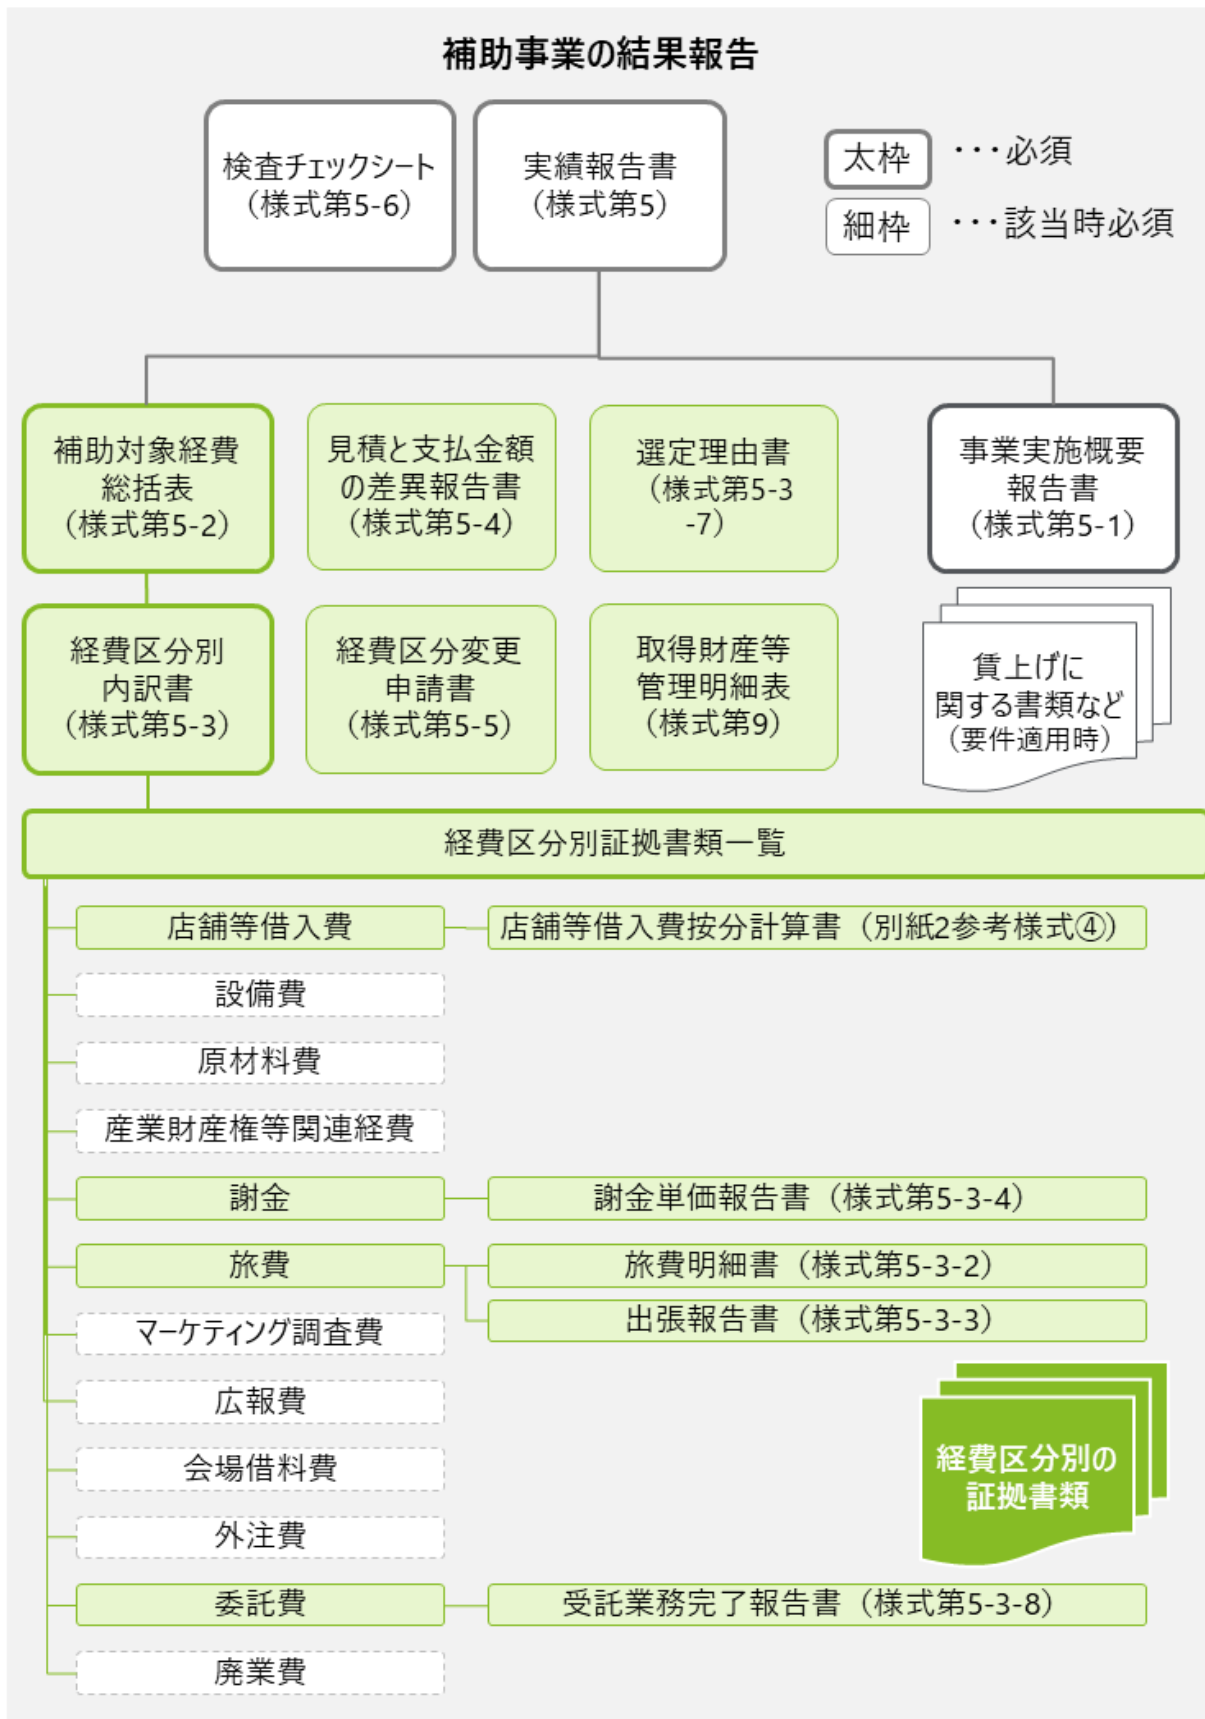 補助事業の結果報告
検査チェックシート
（様式第5-6）
実績報告書
（様式第5）
太枠
・・・必須
細枠
・・・該当時必須
補助対象経費
総括表
（様式第5-2）
見積と支払金額
の差異報告書
（様式第5-4）
選定理由書
（様式第5-3
-7）
事業実施概要
報告書
（様式第5-1）
経費区分別
内訳書
（様式第5-3）
経費区分変更
申請書
（様式第5-5）
取得財産等
管理明細表
（様式第9）
賃上げに
関する書類など
（要件適用時）
経費区分別証拠書類一覧
店舗等借入費
店舗等借入費按分計算書（別紙2参考様式④）
設備費
原材料費
産業財産権等関連経費
謝金
謝金単価報告書（様式第5-3-4）
旅費
旅費明細書（様式第5-3-2）
出張報告書（様式第5-3-3）
マーケティング調査費
広報費
会場借料費
経費区分別の
証拠書類
外注費
委託費
受託業務完了報告書（様式第5-3-8）
廃業費